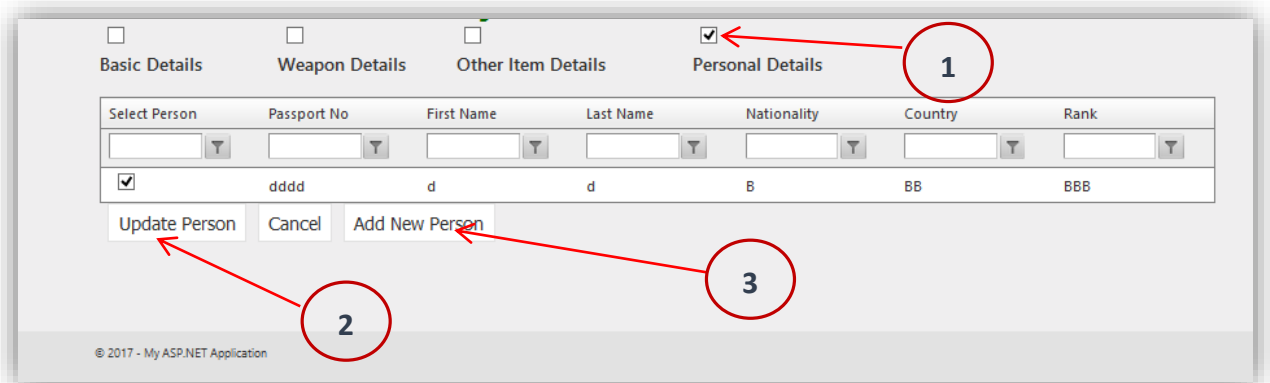 Basic Details Weapon Details Other Item Details Personal Details
1
Select Person Passport No First Name Last Name Nationality Country Rank
dddd d d B BB BBB
Update Person Cancel Add New Person
3
2
© 2017 - My ASP.NET Application